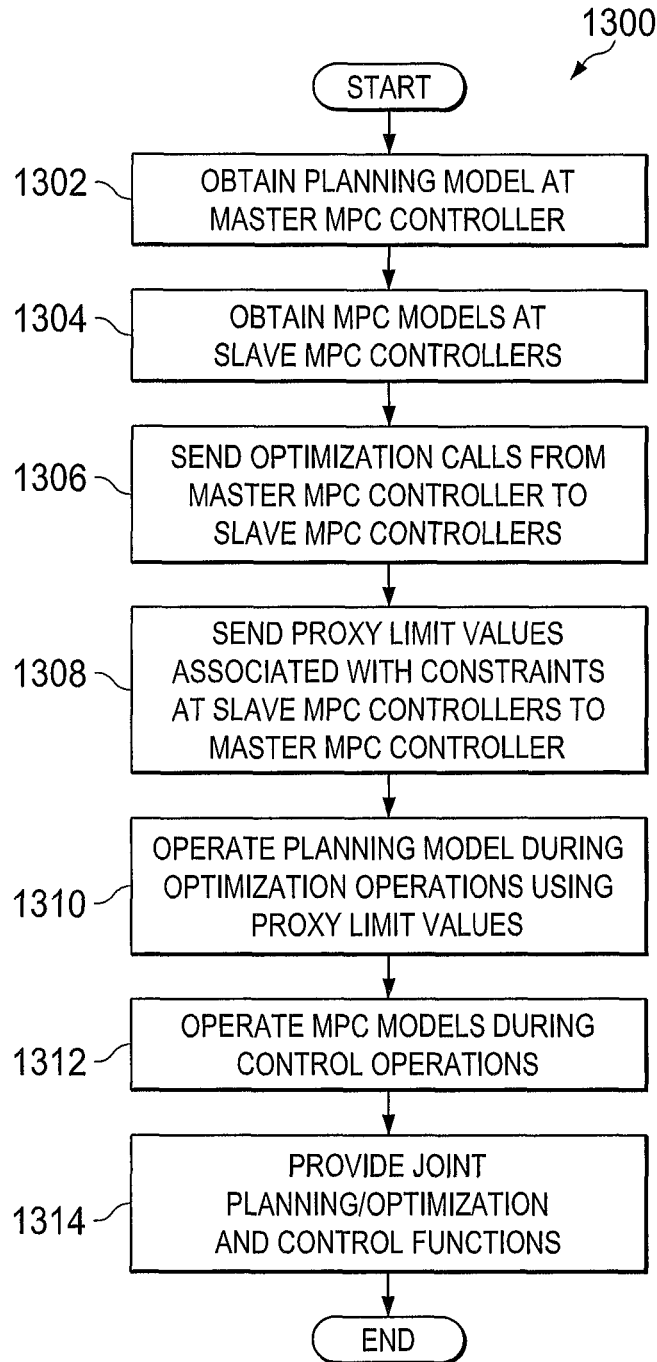 1300
START
1302
OBTAIN PLANNING MODEL AT
MASTER MPC CONTROLLER
1304
OBTAIN MPC MODELS AT
SLAVE MPC CONTROLLERS
1306
SEND OPTIMIZATION CALLS FROM
MASTER MPC CONTROLLER TO
SLAVE MPC CONTROLLERS
1308
SEND PROXY LIMIT VALUES
ASSOCIATED WITH CONSTRAINTS
AT SLAVE MPC CONTROLLERS TO
MASTER MPC CONTROLLER
1310
OPERATE PLANNING MODEL DURING
OPTIMIZATION OPERATIONS USING
PROXY LIMIT VALUES
1312
OPERATE MPC MODELS DURING
CONTROL OPERATIONS
1314
PROVIDE JOINT
PLANNING/OPTIMIZATION
AND CONTROL FUNCTIONS
END